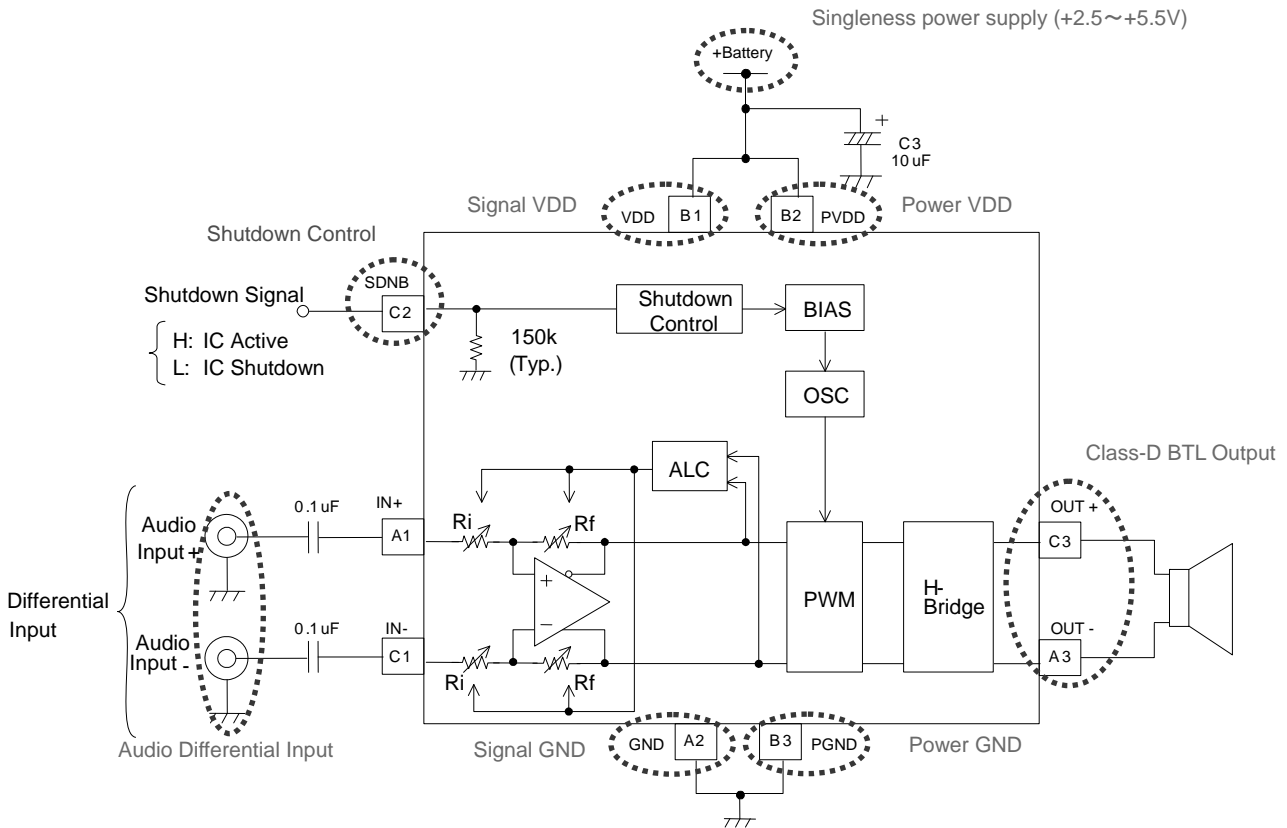 Singleness power supply (+2.5～+5.5V)
+Battery
+
C3
10 uF
Signal VDD
VDD
B1
B2
PVDD
Power VDD
Shutdown Control
SDNB
Shutdown Signal
C2
H: IC Active
L: IC Shutdown
150k
(Typ.)
Shutdown
Control
BIAS
OSC
ALC
Class-D BTL Output
Differential
Input
Audio
Input +
0.1 uF
IN+
A1
Ri
Rf
+
−
PWM
H-
Bridge
OUT +
C3
OUT -
A3
Audio
Input -
0.1 uF
IN-
C1
Ri
Rf
Audio Differential Input
Signal GND
GND
A2
B3
PGND
Power GND